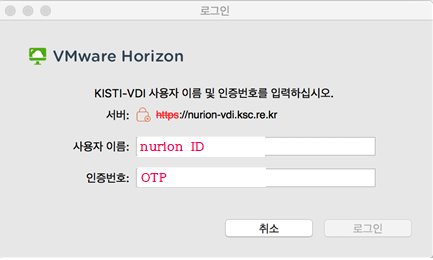 로그인
VMware Horizon
KISTI-VDI 사용자 이름 및 인증번호를 입력하십시오.
서버: https://nurion-vdi.ksc.re.kr
사용자 이름: nurion ID
인증번호: OTP
취소 로그인